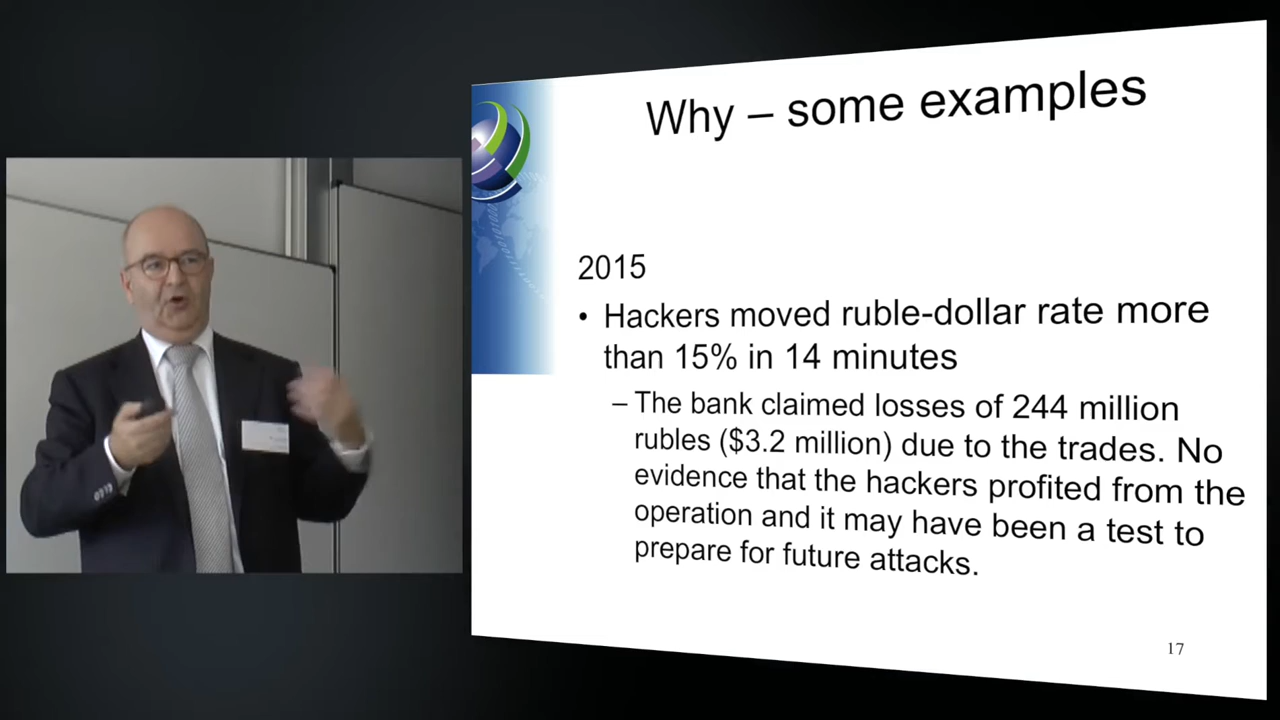 Why – some examples
2015
• Hackers moved ruble-dollar rate more
than 15% in 14 minutes
– The bank claimed losses of 244 million
rubles ($3.2 million) due to the trades. No
evidence that the hackers profited from the
operation and it may have been a test to
prepare for future attacks.
17